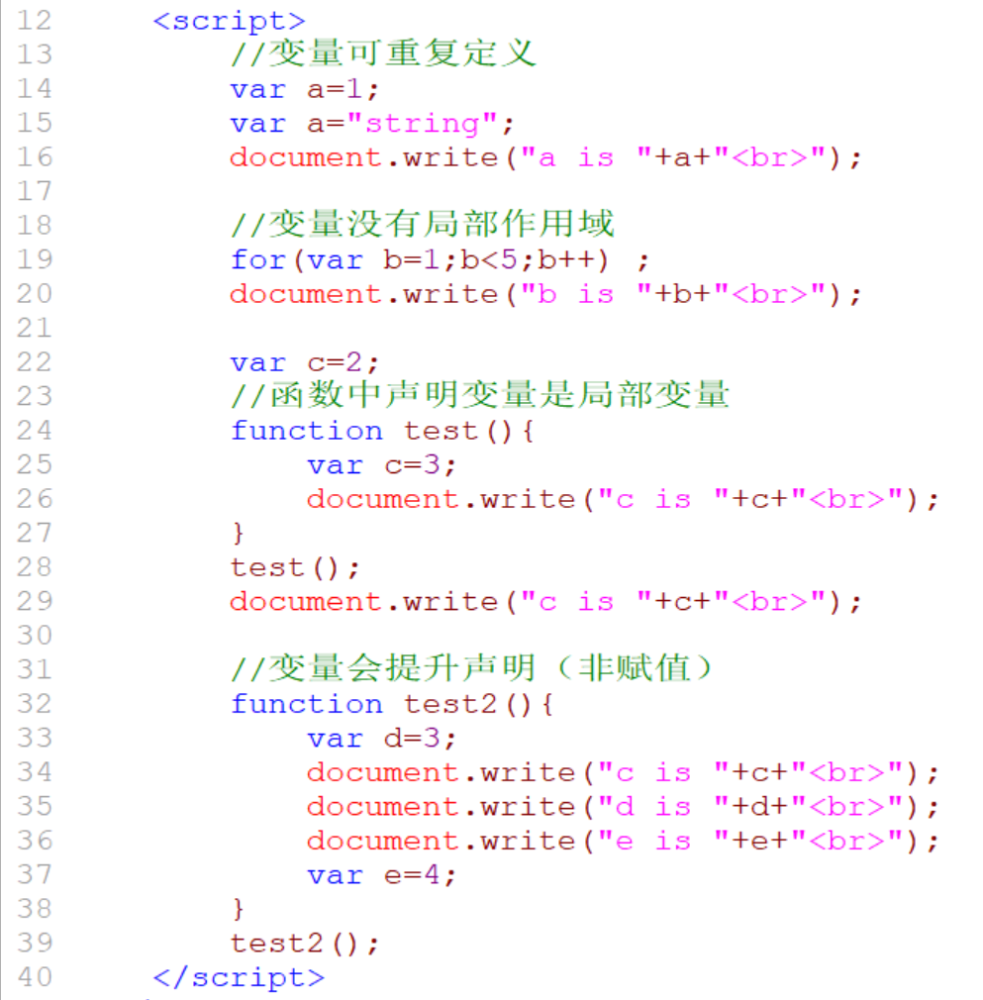 12 <script>
13 //变量可重复定义
14 var a=1;
15 var a="string";
16 document.write("a is "+a+"<br>");
17
18 //变量没有局部作用域
19 for(var b=1;b<5;b++) ;
20 document.write("b is "+b+"<br>");
21
22 var c=2;
23 //函数中声明变量是局部变量
24 function test(){
25 var c=3;
26 document.write("c is "+c+"<br>");
27 }
28 test();
29 document.write("c is "+c+"<br>");
30
31 //变量会提升声明（非赋值）
32 function test2(){
33 var d=3;
34 document.write("c is "+c+"<br>");
35 document.write("d is "+d+"<br>");
36 document.write("e is "+e+"<br>");
37 var e=4;
38 }
39 test2();
40 </script>